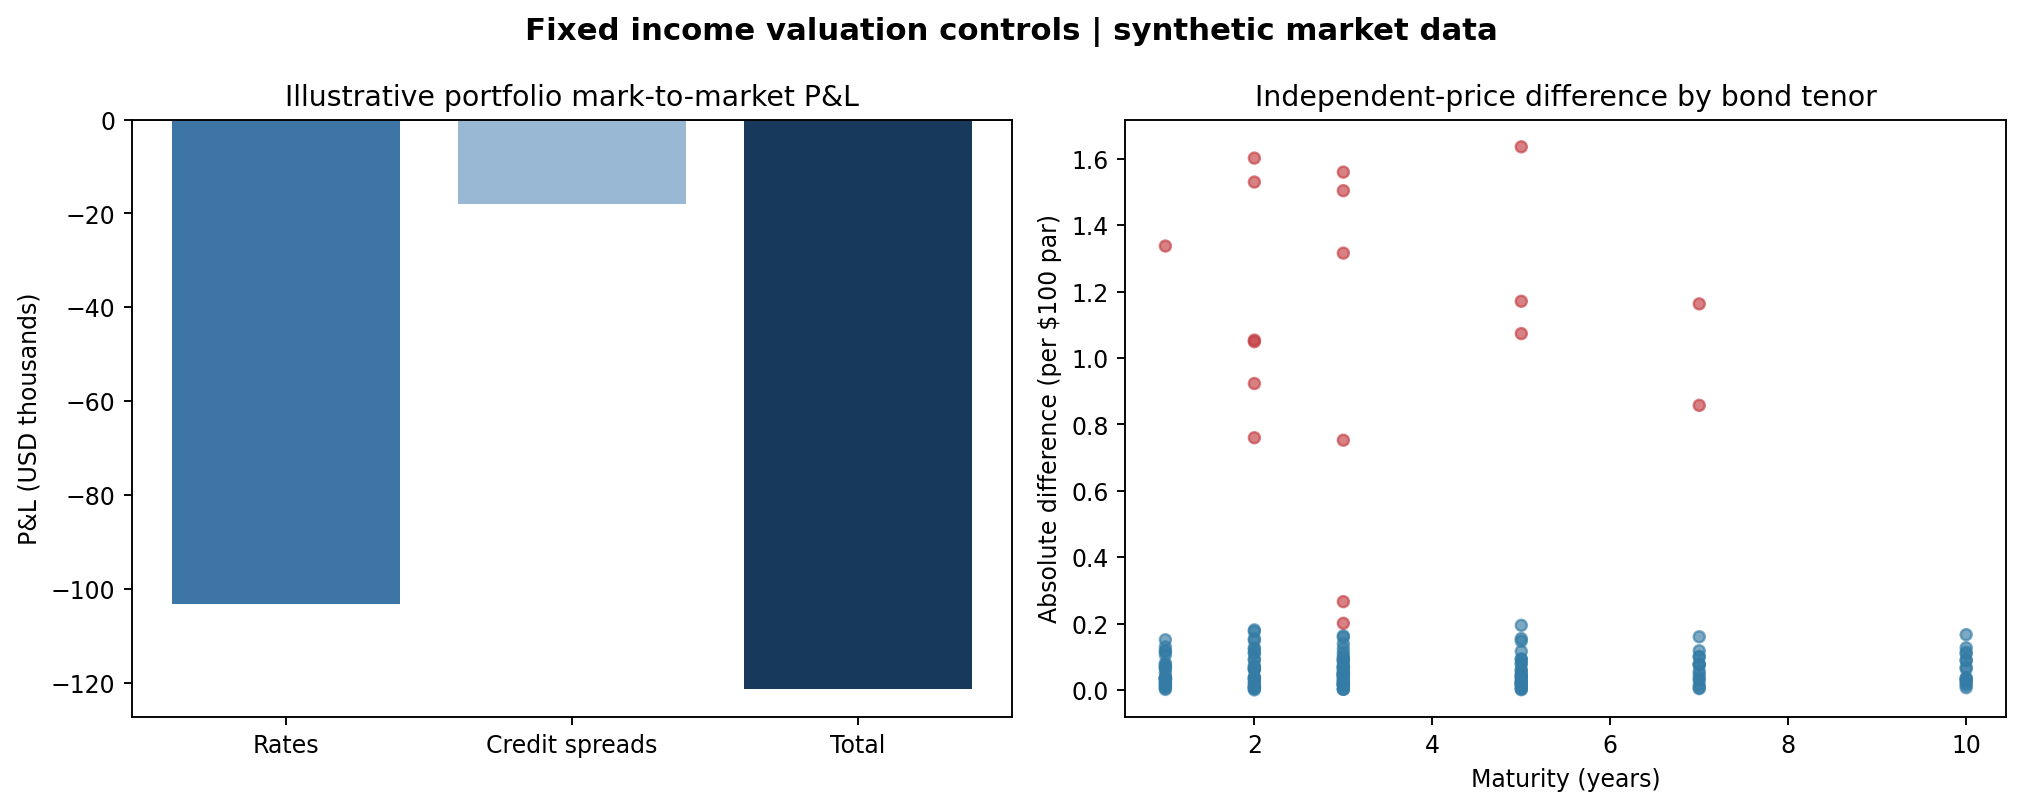 Fixed income valuation controls | synthetic market data
Illustrative portfolio mark-to-market P&L
P&L (USD thousands)
0
−20
−40
−60
−80
−100
−120
Rates
Credit spreads
Total
Independent-price difference by bond tenor
Absolute difference (per $100 par)
1.6
1.4
1.2
1.0
0.8
0.6
0.4
0.2
0.0
2
4
6
8
10
Maturity (years)